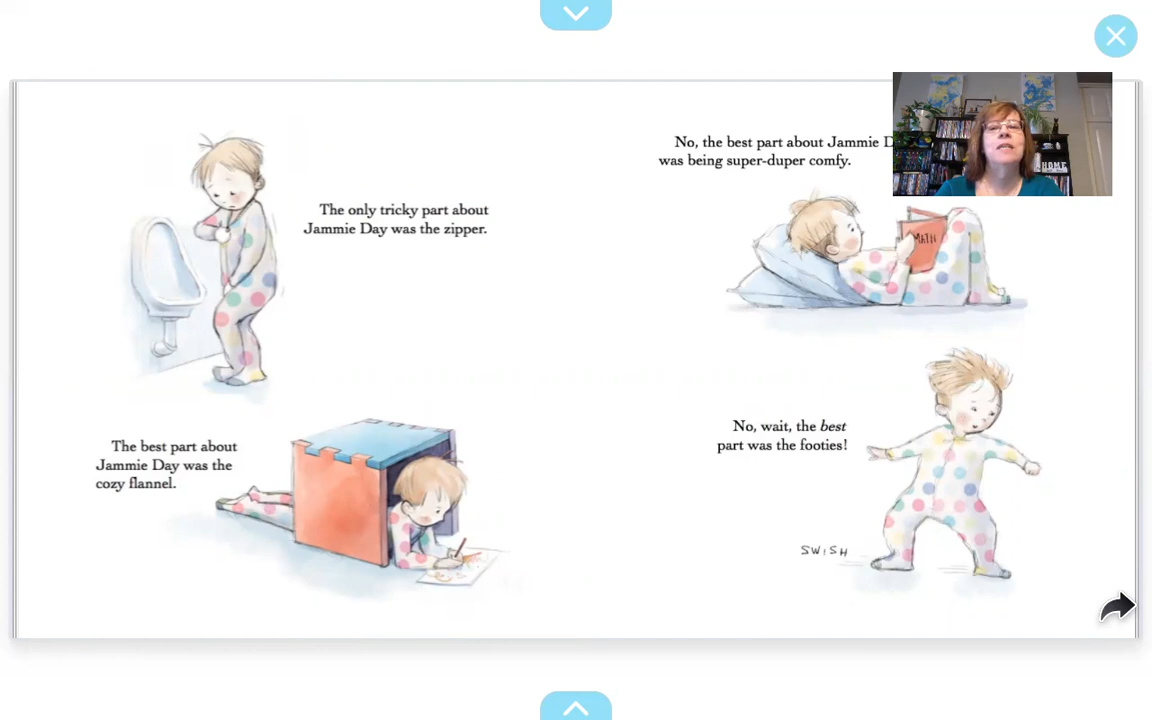 The only tricky part about
Jammie Day was the zipper.
The best part about
Jammie Day was the
cozy flannel.
No, the best part about Jammie D
was being super-duper comfy.
MATH
No, wait, the best
part was the footies!
SWISH
HOME